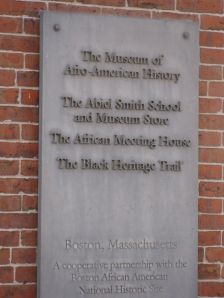 The Museum of
Afro-American History
The Abiel Smith School
and Museum Store
The African Meeting House
The Black Heritage Trail
Boston, Massachusetts
A cooperative partnership with the
Boston African American
National Historic Site